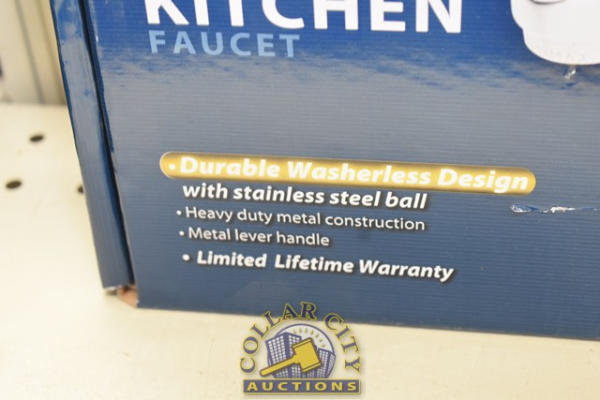 KITCHEN
FAUCET
• Durable Washerless Design
with stainless steel ball
• Heavy duty metal construction
• Metal lever handle
• Limited Lifetime Warranty
COLLAR CITY
AUCTIONS